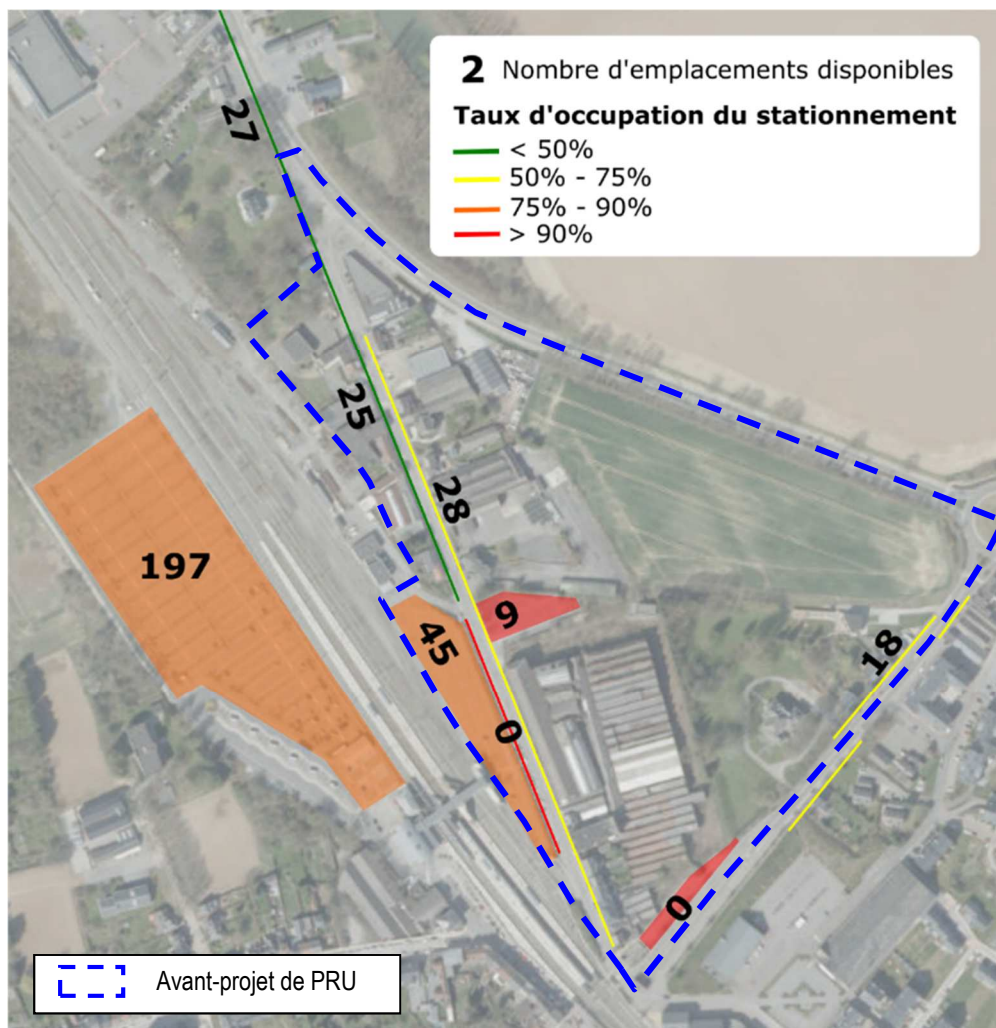 2 Nombre d'emplacements disponibles
Taux d'occupation du stationnement
< 50%
50% - 75%
75% - 90%
> 90%
27
25
28
197
9
45
18
0
0
Avant-projet de PRU